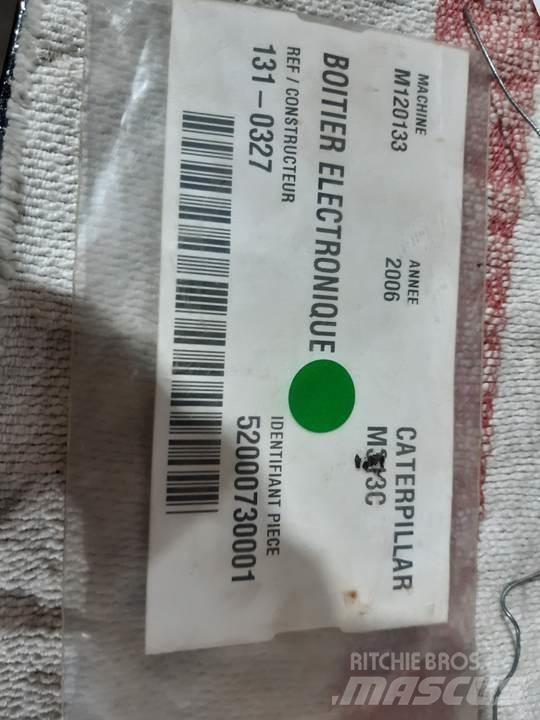 MACHINE
M120133
ANNEE
2006
CATERPILLAR
BOITIER ELECTRONIQUE
REF / CONSTRUCTEUR
131-0327
IDENTIFIANT PIECE
52000730001
RITCHIE BROS.
MASCUS